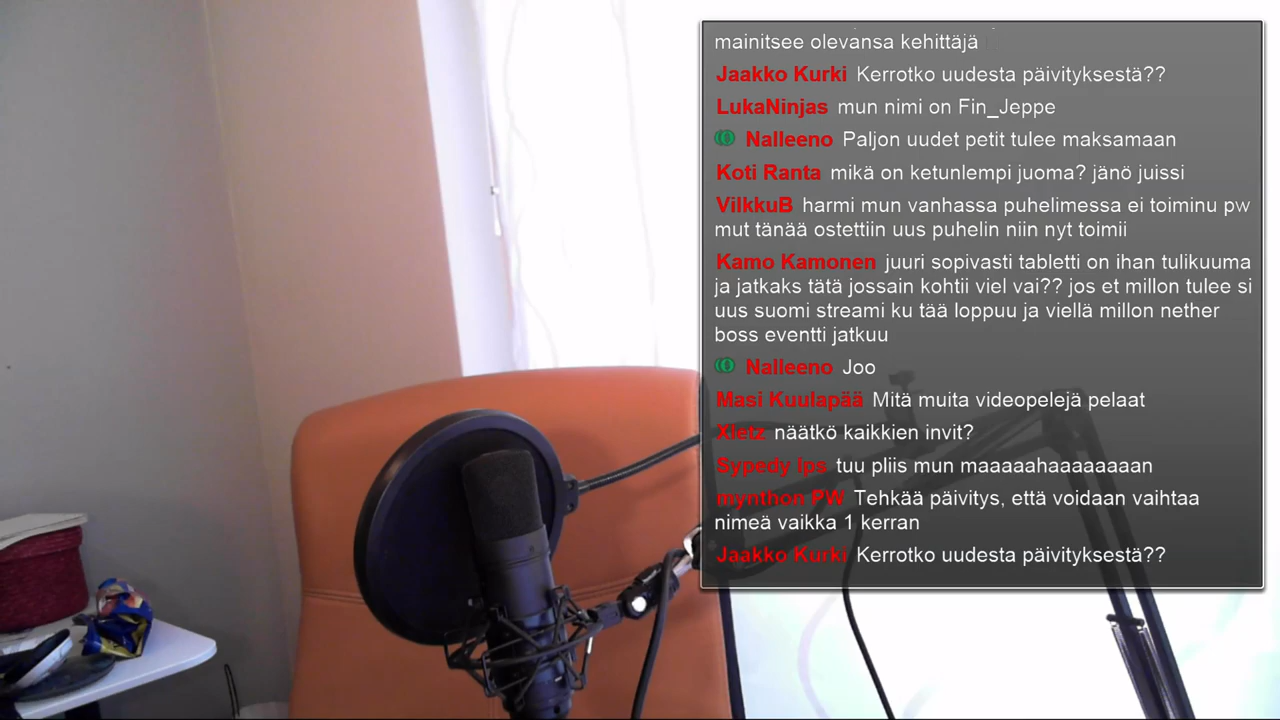 mainitsee olevansa kehittäjä
Jaakko Kurki Kerrotko uudesta päivityksestä??
LukaNinjas mun nimi on Fin_Jeppe
Nalleeno Paljon uudet petit tulee maksamaan
Koti Ranta mikä on ketunlempi juoma? jänö juissi
VilkkuB harmi mun vanhassa puhelimessa ei toiminu pw
mut tänää ostettiin uus puhelin niin nyt toimii
Kamo Kamonen juuri sopivasti tabletti on ihan tulikuuma
ja jatkaks tätä jossain kohtii viel vai?? jos et millon tulee si
uus suomi streami ku tää loppuu ja viellä millon nether
boss eventti jatkuu
Nalleeno Joo
Masi Kuulapää Mitä muita videopelejä pelaat
Xletz näätkö kaikkien invit?
Sypedy lps tuu pliis mun maaaaahaaaaaaaan
mynthon PW Tehkää päivitys, että voidaan vaihtaa
nimeä vaikka 1 kerran
Jaakko Kurki Kerrotko uudesta päivityksestä??